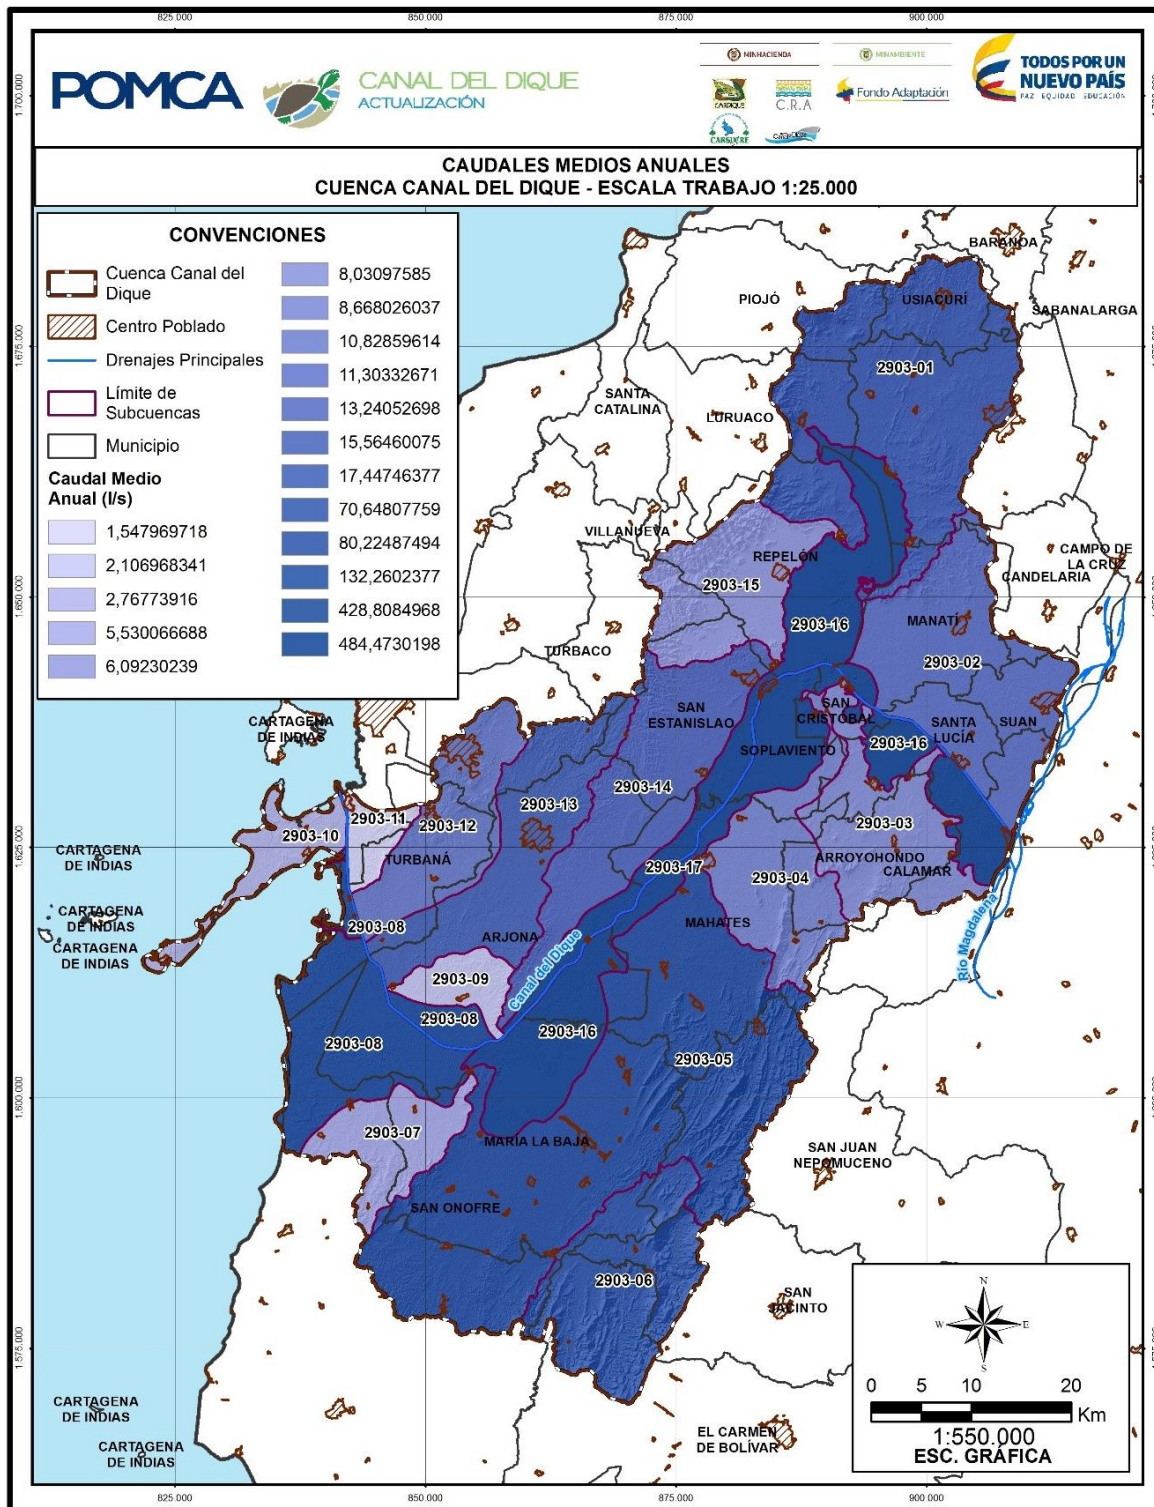 825.000
850.000
875.000
900.000
1.700.000
POMCA
CANAL DEL DIQUE
ACTUALIZACIÓN
MINHACIENDA
MINAMBIENTE
CARDIQUE
C.R.A
Fondo Adaptación
CARSUCRE
TODOS POR UN
NUEVO PAÍS
PAZ EQUIDAD EDUCACIÓN
CAUDALES MEDIOS ANUALES
CUENCA CANAL DEL DIQUE - ESCALA TRABAJO 1:25.000
CONVENCIONES
Cuenca Canal del
Dique
Centro Poblado
Drenajes Principales
Límite de
Subcuencas
Municipio
Caudal Medio
Anual (l/s)
1,547969718
2,106968341
2,76773916
5,530066688
6,09230239
8,03097585
8,668026037
10,82859614
11,30332671
13,24052698
15,56460075
17,44746377
70,64807759
80,22487494
132,2602377
428,8084968
484,4730198
BARANOA
PIOJÓ
USIACURÍ
SABANALARGA
1.675.000
2903-01
SANTA
CATALINA
LURUACO
VILLANUEVA
REPELÓN
CAMPO DE
LA CRUZ
CANDELARIA
2903-15
1.650.000
1.650.000
MANATÍ
2903-16
TURBACO
2903-02
SAN
ESTANISLAO
SAN
CRISTÓBAL
SANTA
LUCÍA
SUAN
CARTAGENA
DE INDIAS
SOPLAVIENTO
2903-16
2903-14
2903-13
2903-11
2903-12
2903-10
2903-03
1.625.000
1.625.000
CARTAGENA
DE INDIAS
TURBANÁ
2903-17
ARROYOHONDO
CALAMAR
2903-04
CARTAGENA
DE INDIAS
2903-08
MAHATES
ARJONA
CARTAGENA
DE INDIAS
Canal del Dique
Río Magdalena
2903-09
2903-08
2903-16
2903-08
2903-05
1.600.000
1.600.000
2903-07
MARÍA LA BAJA
SAN JUAN
NEPOMUCENO
SAN ONOFRE
2903-06
SAN
JACINTO
N
W
E
S
1.575.000
1.575.000
0 5 10 20
Km
1:550.000
ESC. GRÁFICA
CARTAGENA
DE INDIAS
EL CARMEN
DE BOLÍVAR
CARTAGENA
DE INDIAS
825.000
850.000
875.000
900.000